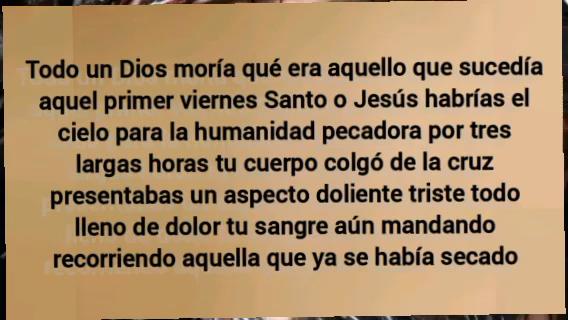 Todo un Dios moría qué era aquello que sucedía
aquel primer viernes Santo o Jesús habrías el
cielo para la humanidad pecadora por tres
largas horas tu cuerpo colgó de la cruz
presentabas un aspecto doliente triste todo
lleno de dolor tu sangre aún mandando
recorriendo aquella que ya se había secado